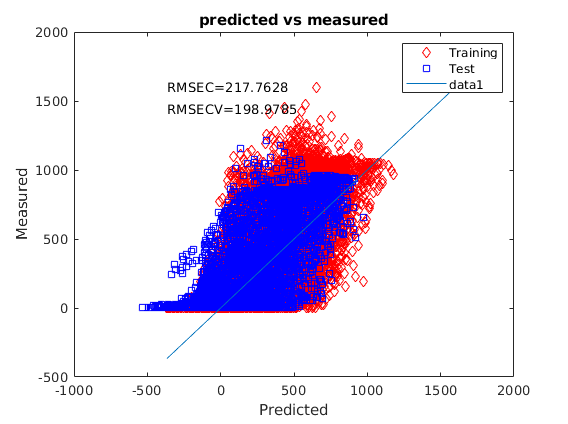 predicted vs measured
2000
1500
1000
500
0
-500
Measured
RMSEC=217.7628
RMSECV=198.9785
Training
Test
data1
-1000
-500
0
500
1000
1500
2000
Predicted